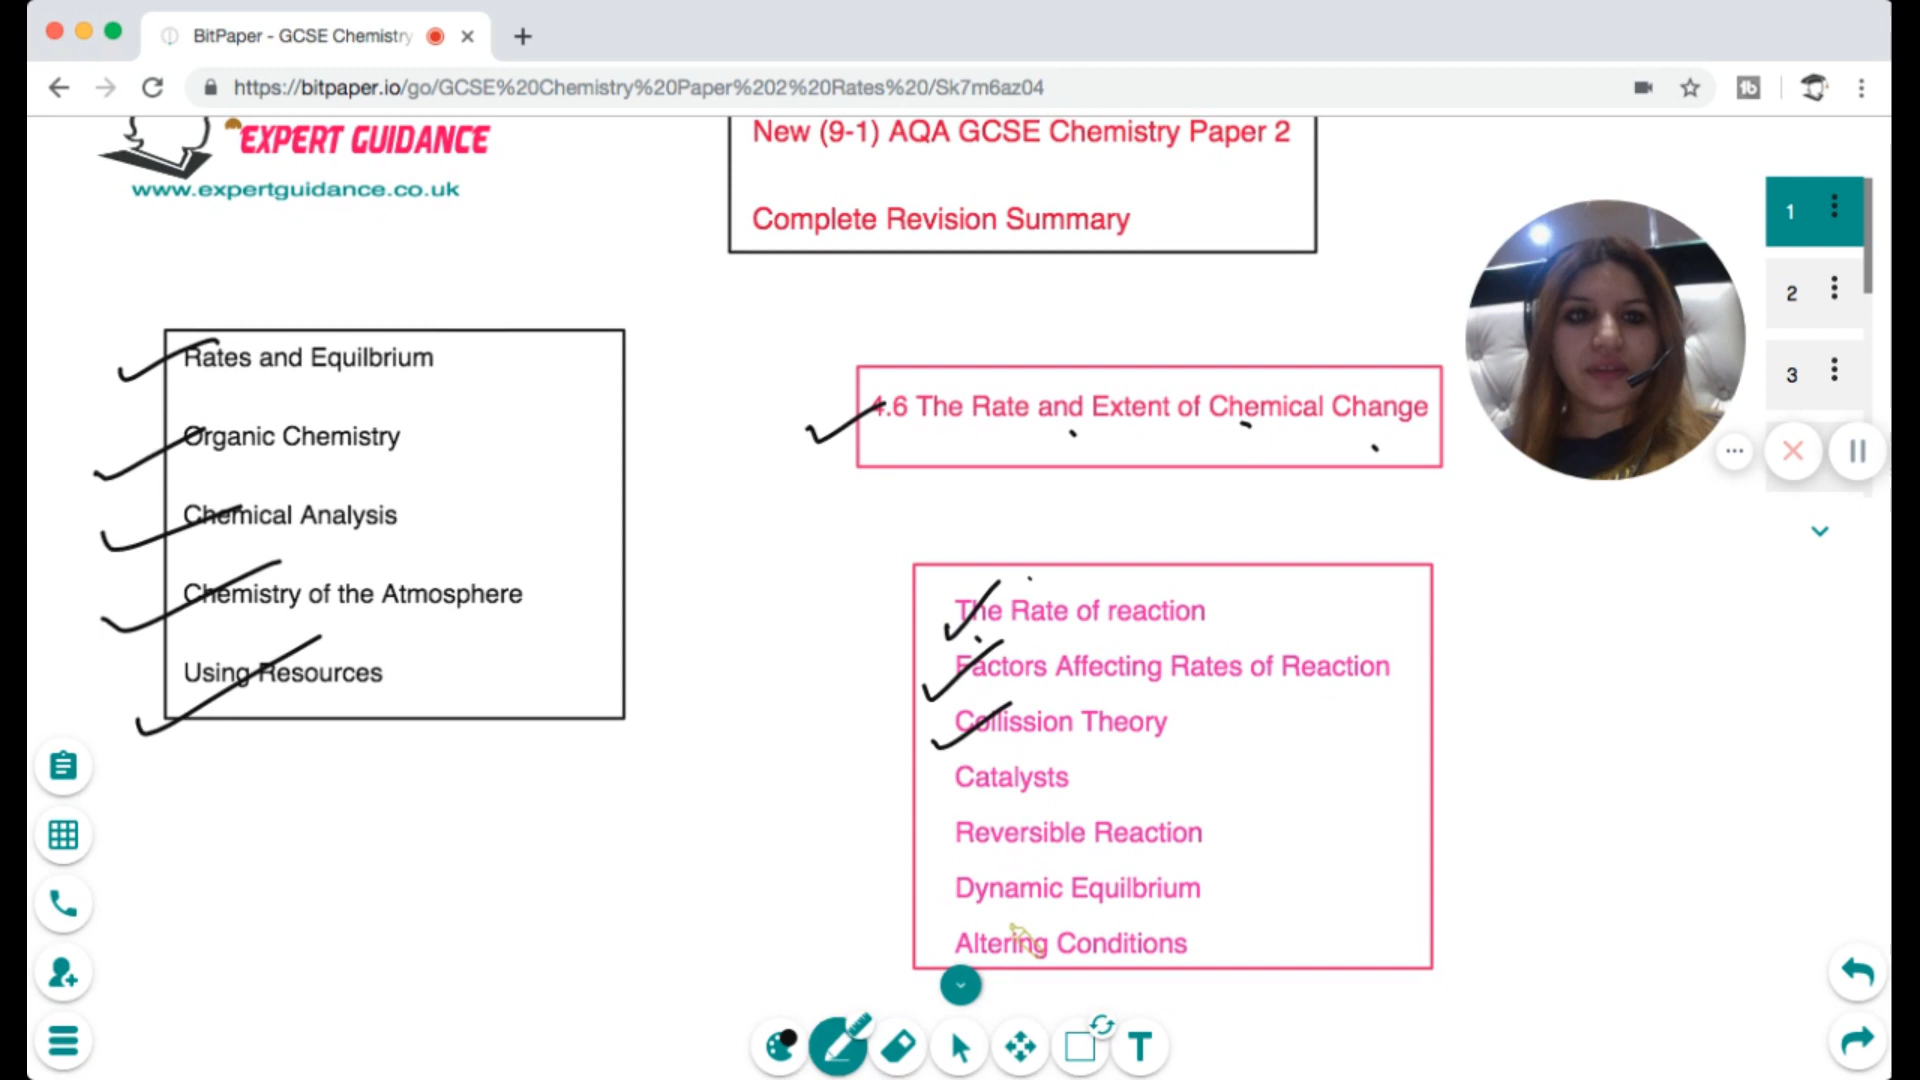 BitPaper - GCSE Chemistry
https://bitpaper.io/go/GCSE%20Chemistry%20Paper%202%20Rates%20/Sk7m6az04
EXPERT GUIDANCE
www.expertguidance.co.uk
New (9-1) AQA GCSE Chemistry Paper 2
Complete Revision Summary
Rates and Equilbrium
Organic Chemistry
Chemical Analysis
Chemistry of the Atmosphere
Using Resources
4.6 The Rate and Extent of Chemical Change
The Rate of reaction
Factors Affecting Rates of Reaction
Collission Theory
Catalysts
Reversible Reaction
Dynamic Equilbrium
Altering Conditions
1
2
3
T